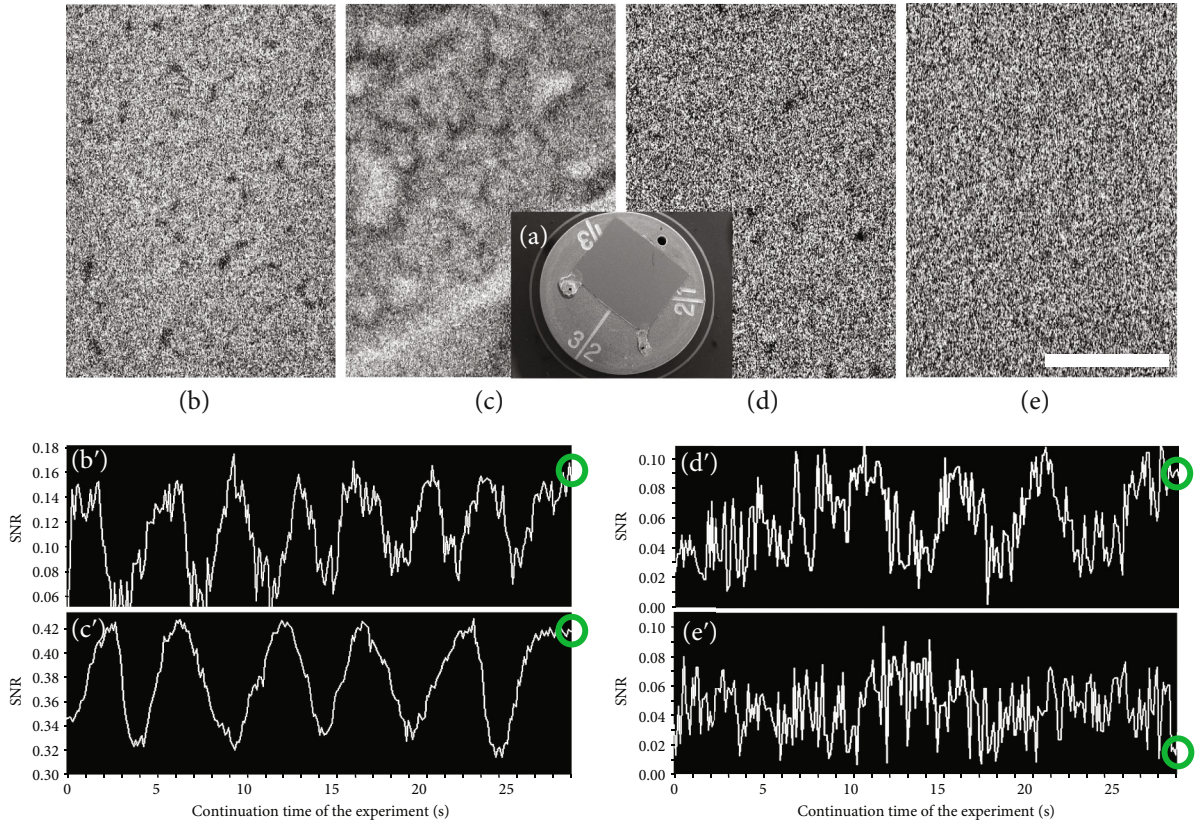 (a)
3/1
2/1
3/2
(b)
(c)
(d)
(e)
(b′)
0.18
0.16
0.14
0.12
0.10
0.08
0.06
SNR
(c′)
0.42
0.40
0.38
0.36
0.34
0.32
0.30
SNR
0 5 10 15 20 25
Continuation time of the experiment (s)
(d′)
0.10
0.08
0.06
0.04
0.02
0.00
SNR
(e′)
0.10
0.08
0.06
0.04
0.02
0.00
SNR
0 5 10 15 20 25
Continuation time of the experiment (s)